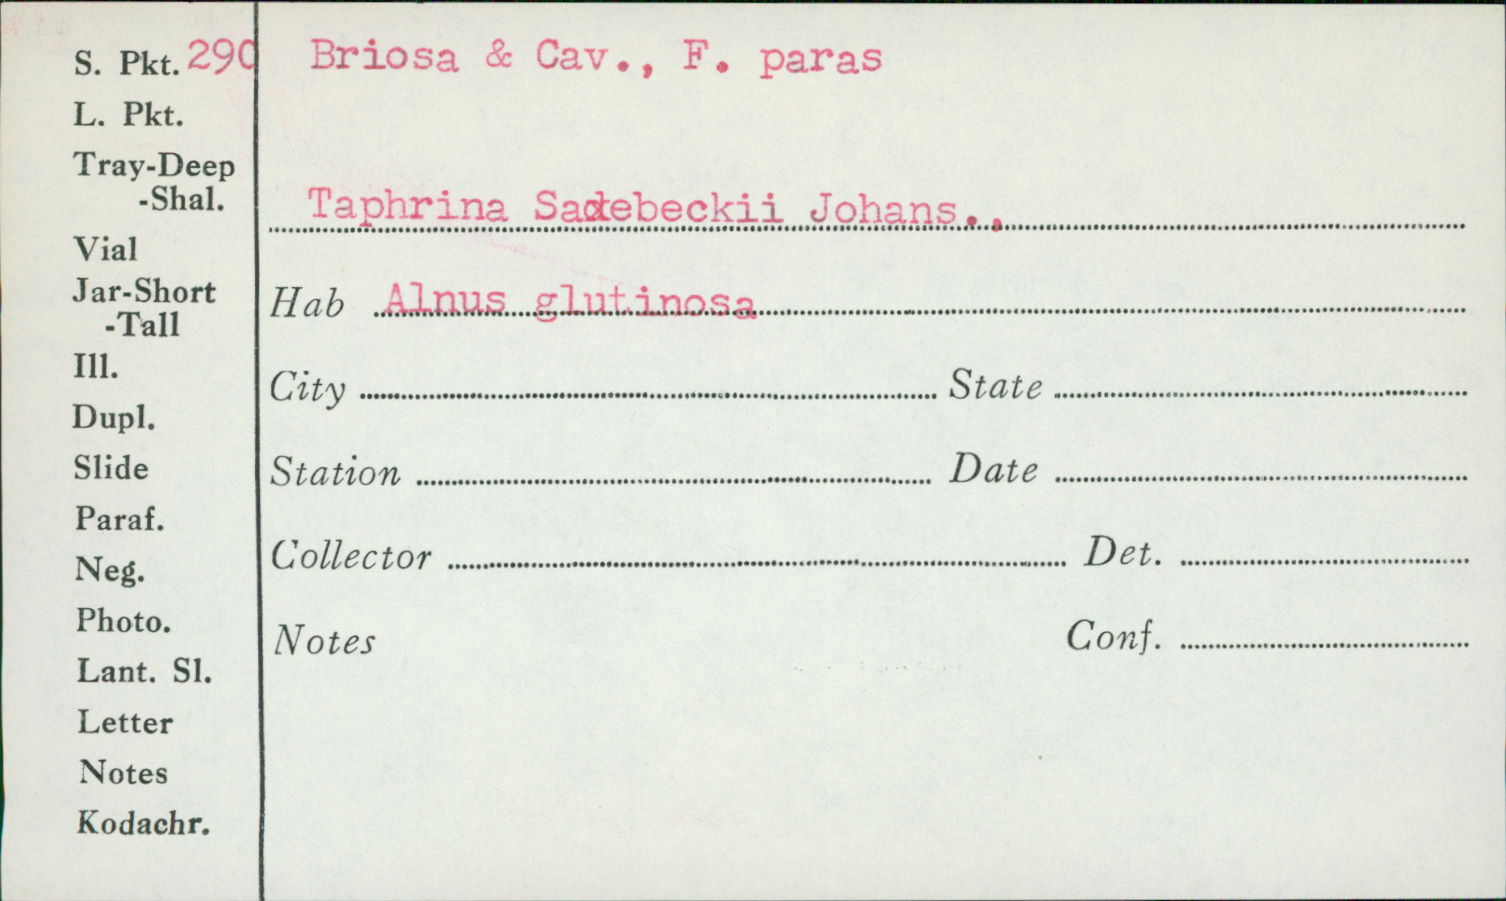 S. Pkt. 290
Briosa & Cav., F. paras
L. Pkt.
Tray-Deep
-Shal.
Taphrina Sadebeckii Johans.,
Vial
Jar-Short
-Tall
Hab Alnus glutinosa
Ill.
City State
Dupl.
Slide
Station Date
Paraf.
Collector Det.
Neg.
Photo.
Notes Conf.
Lant. Sl.
Letter
Notes
Kodachr.